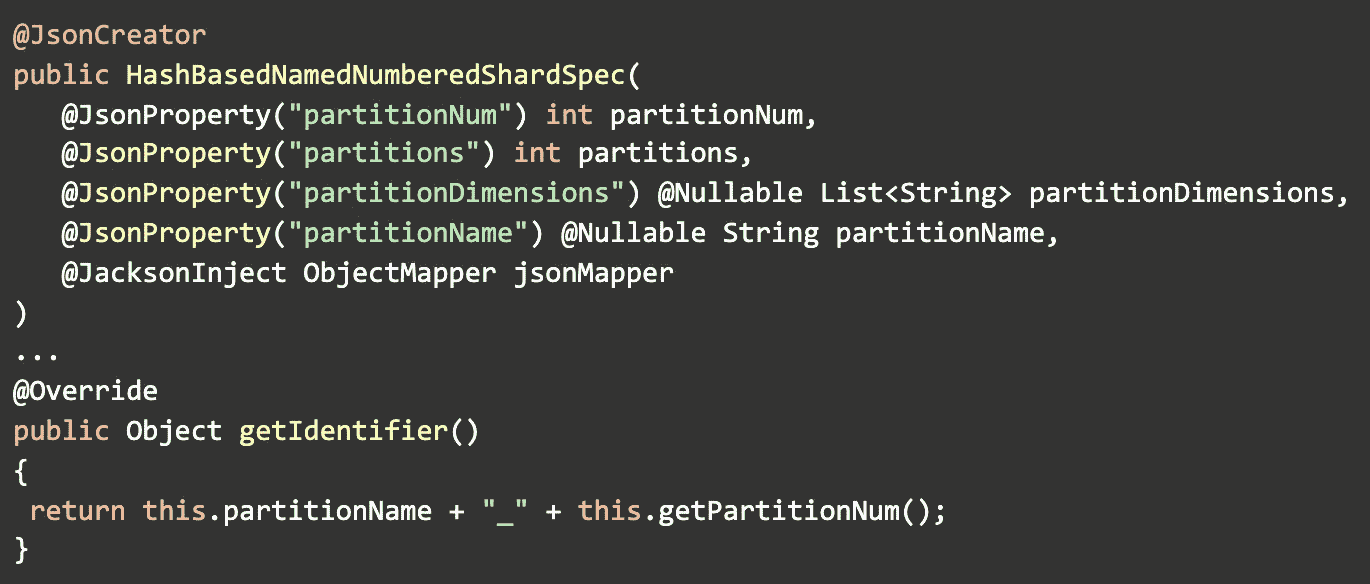 @JsonCreator
public HashBasedNamedNumberedShardSpec(
   @JsonProperty("partitionNum") int partitionNum,
   @JsonProperty("partitions") int partitions,
   @JsonProperty("partitionDimensions") @Nullable List<String> partitionDimensions,
   @JsonProperty("partitionName") @Nullable String partitionName,
   @JacksonInject ObjectMapper jsonMapper
)
...
@Override
public Object getIdentifier()
{
 return this.partitionName + "_" + this.getPartitionNum();
}